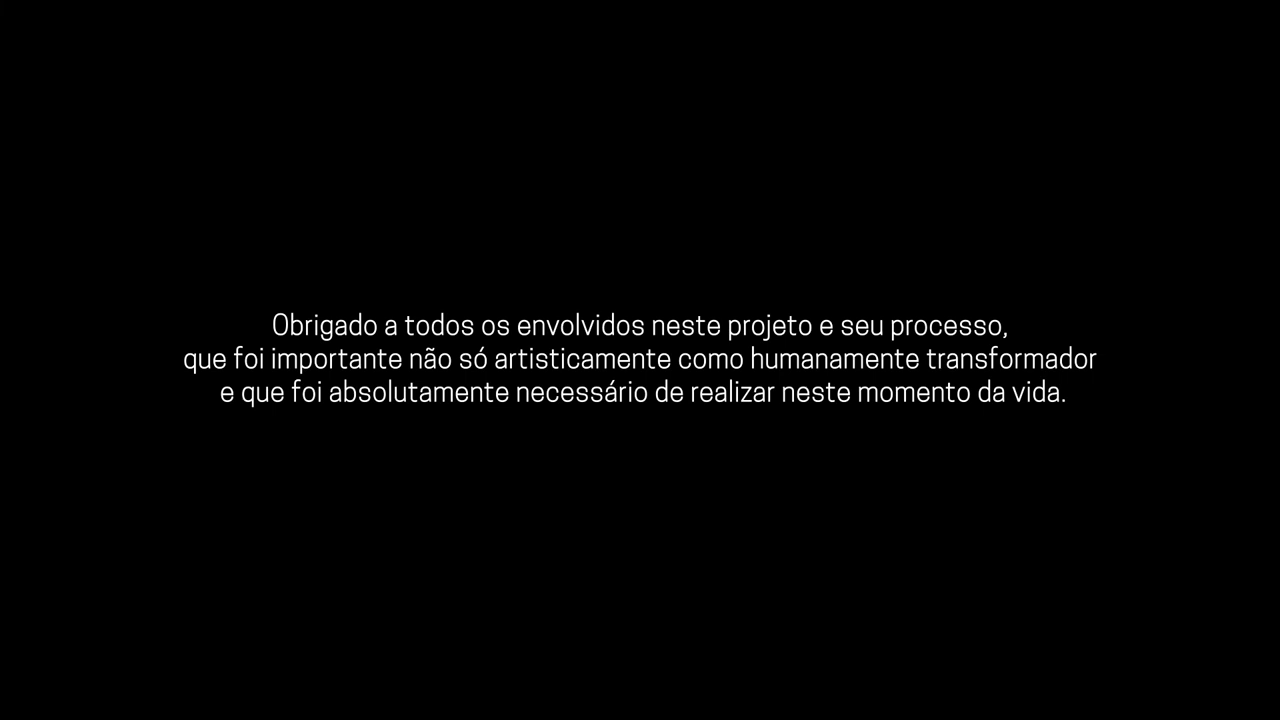 Obrigado a todos os envolvidos neste projeto e seu processo,
que foi importante não só artisticamente como humanamente transformador
e que foi absolutamente necessário de realizar neste momento da vida.